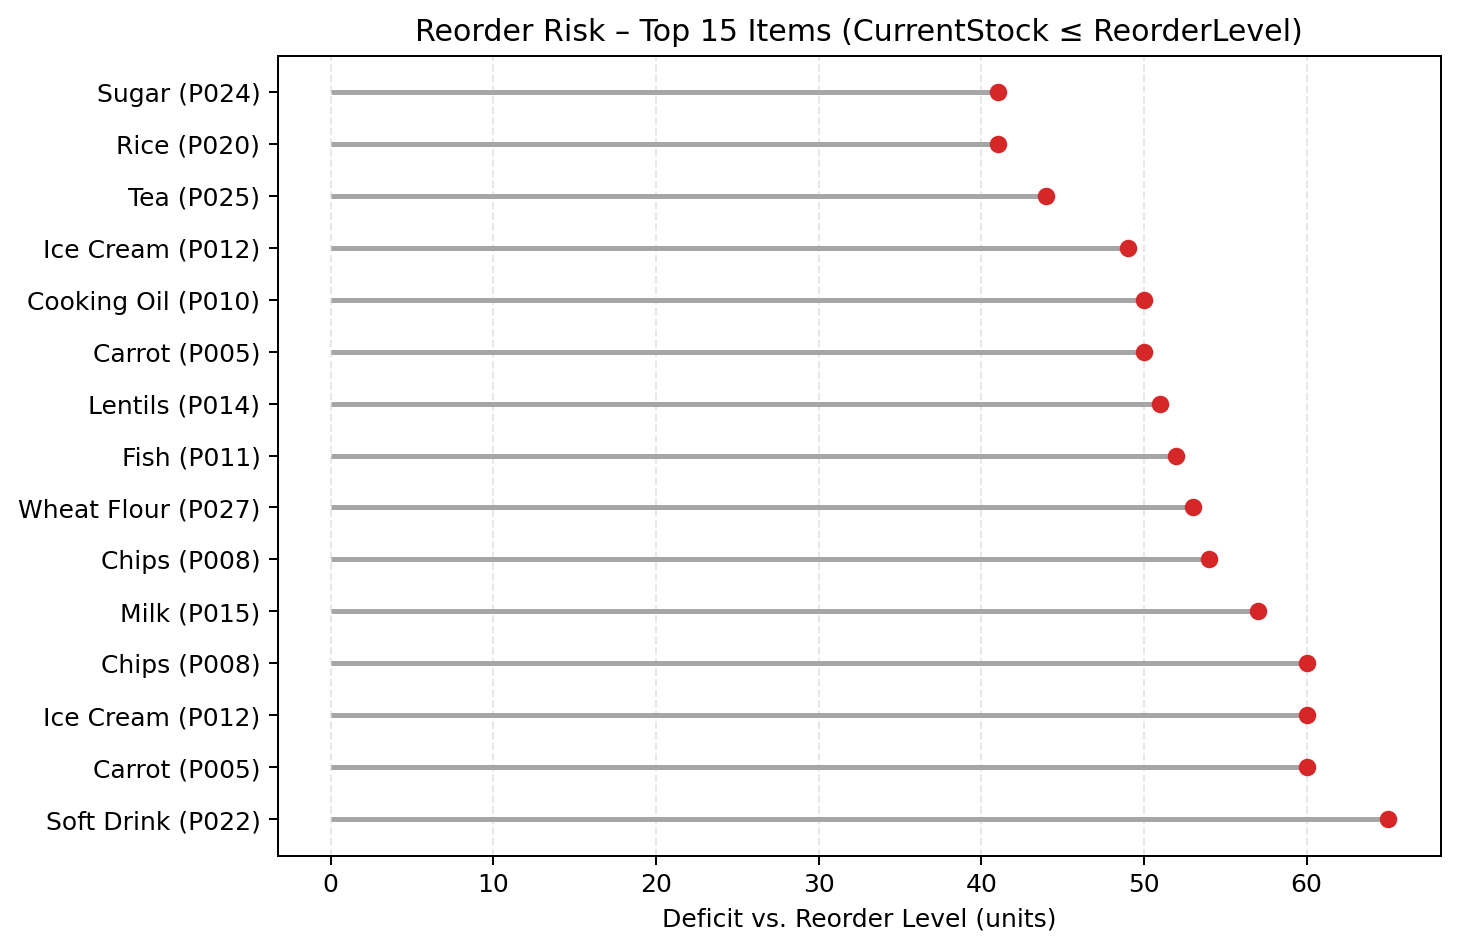 Reorder Risk – Top 15 Items (CurrentStock ≤ ReorderLevel)
Sugar (P024)
Rice (P020)
Tea (P025)
Ice Cream (P012)
Cooking Oil (P010)
Carrot (P005)
Lentils (P014)
Fish (P011)
Wheat Flour (P027)
Chips (P008)
Milk (P015)
Chips (P008)
Ice Cream (P012)
Carrot (P005)
Soft Drink (P022)
0 10 20 30 40 50 60
Deficit vs. Reorder Level (units)